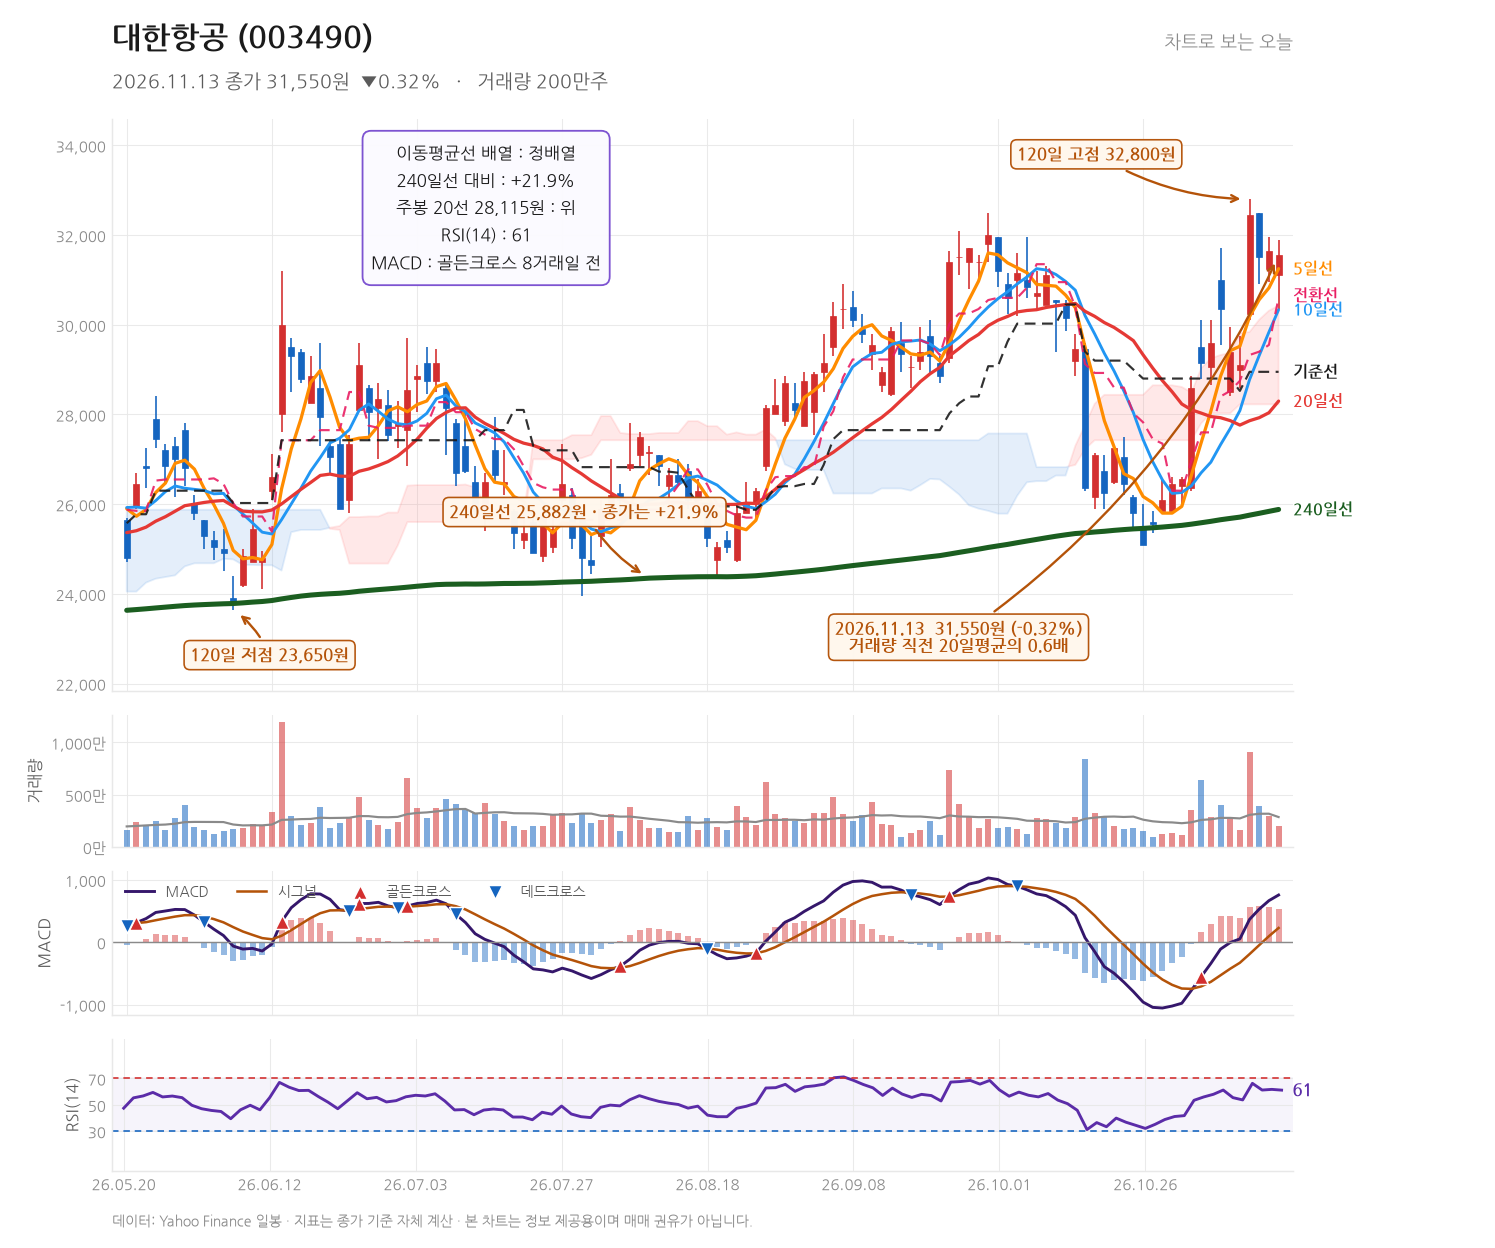 대한항공 (003490)
차트로 보는 오늘
2026.11.13 종가 31,550원 ▼0.32% · 거래량 200만주
34,000
32,000
30,000
28,000
26,000
24,000
22,000
이동평균선 배열 : 정배열
240일선 대비 : +21.9%
주봉 20선 28,115원 : 위
RSI(14) : 61
MACD : 골든크로스 8거래일 전
120일 고점 32,800원
5일선
전환선
10일선
기준선
20일선
240일선
240일선 25,882원 · 종가는 +21.9%
120일 저점 23,650원
2026.11.13 31,550원 (-0.32%)
거래량 직전 20일평균의 0.6배
거래량
1,000만
500만
0만
MACD
1,000
0
-1,000
MACD 시그널 골든크로스 데드크로스
RSI(14)
70
50
30
61
26.05.20 26.06.12 26.07.03 26.07.27 26.08.18 26.09.08 26.10.01 26.10.26
데이터: Yahoo Finance 일봉 · 지표는 종가 기준 자체 계산 · 본 차트는 정보 제공용이며 매매 권유가 아닙니다.